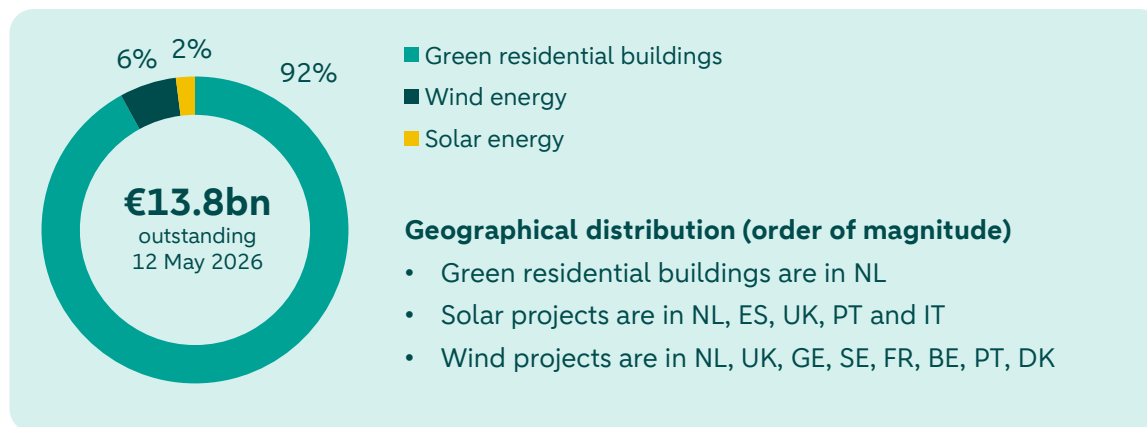 6%
2%
92%
€13.8bn
outstanding
12 May 2026
Green residential buildings
Wind energy
Solar energy
Geographical distribution (order of magnitude)
• Green residential buildings are in NL
• Solar projects are in NL, ES, UK, PT and IT
• Wind projects are in NL, UK, GE, SE, FR, BE, PT, DK